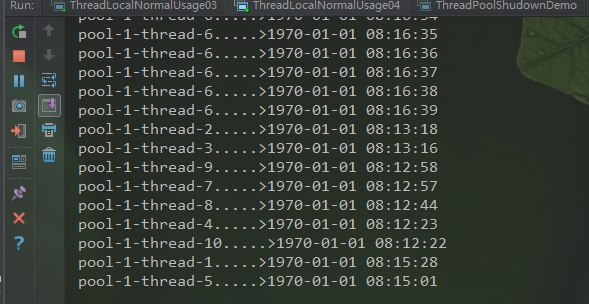 Run: ThreadLocalNormalUsage03 ThreadLocalNormalUsage04 ThreadPoolShudownDemo
pool-1-thread-6.....>1970-01-01 08:16:34
pool-1-thread-6.....>1970-01-01 08:16:35
pool-1-thread-6.....>1970-01-01 08:16:36
pool-1-thread-6.....>1970-01-01 08:16:37
pool-1-thread-6.....>1970-01-01 08:16:38
pool-1-thread-6.....>1970-01-01 08:16:39
pool-1-thread-2.....>1970-01-01 08:13:18
pool-1-thread-3.....>1970-01-01 08:13:16
pool-1-thread-9.....>1970-01-01 08:12:58
pool-1-thread-7.....>1970-01-01 08:12:57
pool-1-thread-8.....>1970-01-01 08:12:44
pool-1-thread-4.....>1970-01-01 08:12:23
pool-1-thread-10.....>1970-01-01 08:12:22
pool-1-thread-1.....>1970-01-01 08:15:28
pool-1-thread-5.....>1970-01-01 08:15:01